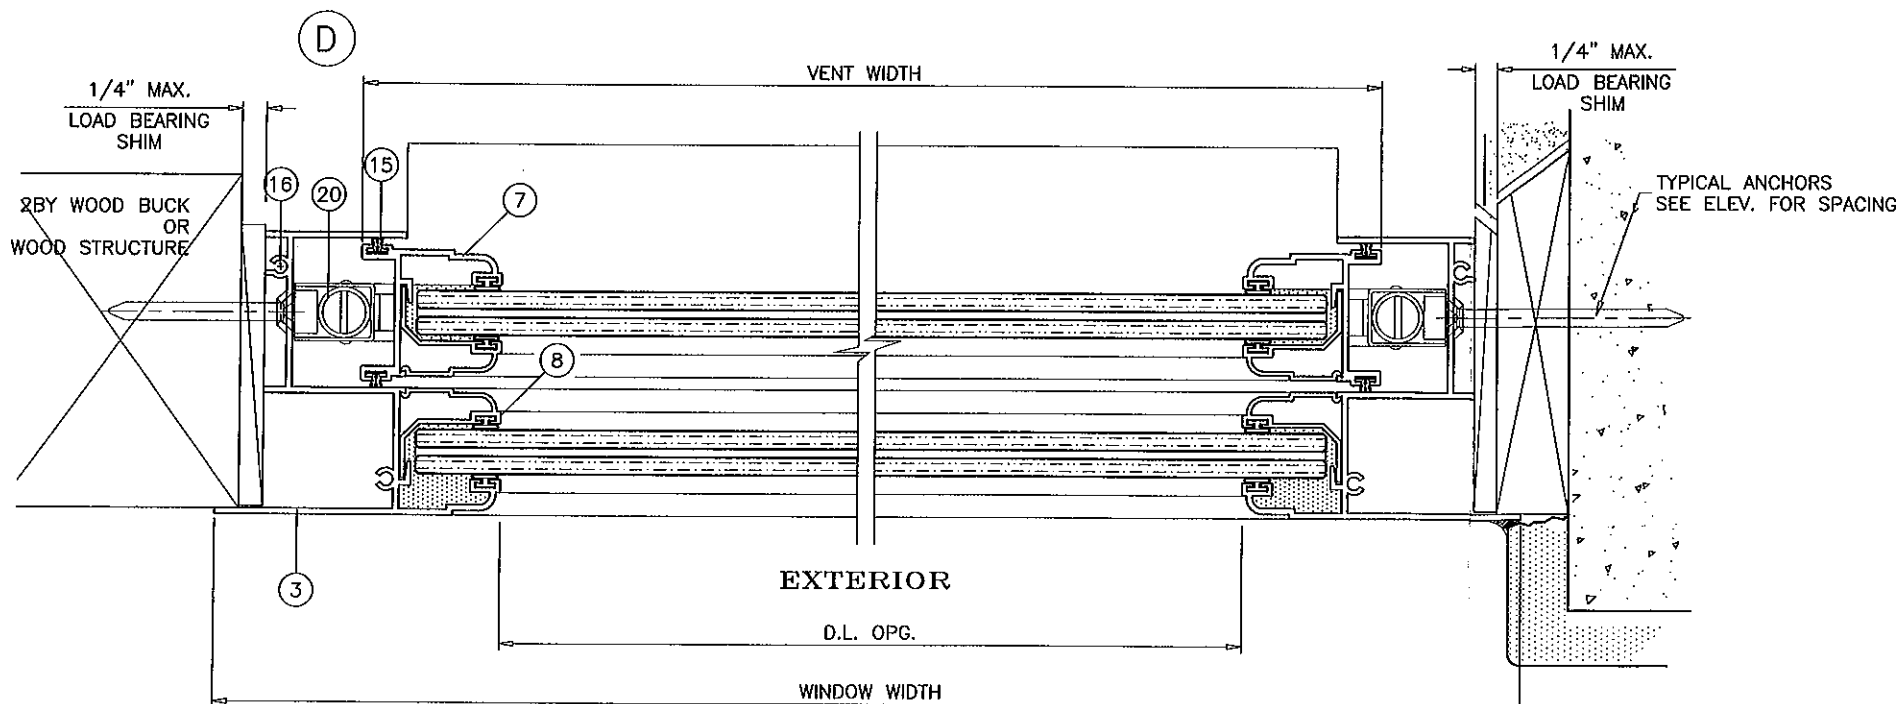 D
1/4" MAX.
LOAD BEARING
SHIM
VENT WIDTH
1/4" MAX.
LOAD BEARING
SHIM
15
16
20
7
2BY WOOD BUCK
OR
WOOD STRUCTURE
TYPICAL ANCHORS
SEE ELEV. FOR SPACING
8
3
EXTERIOR
D.L. OPG.
WINDOW WIDTH